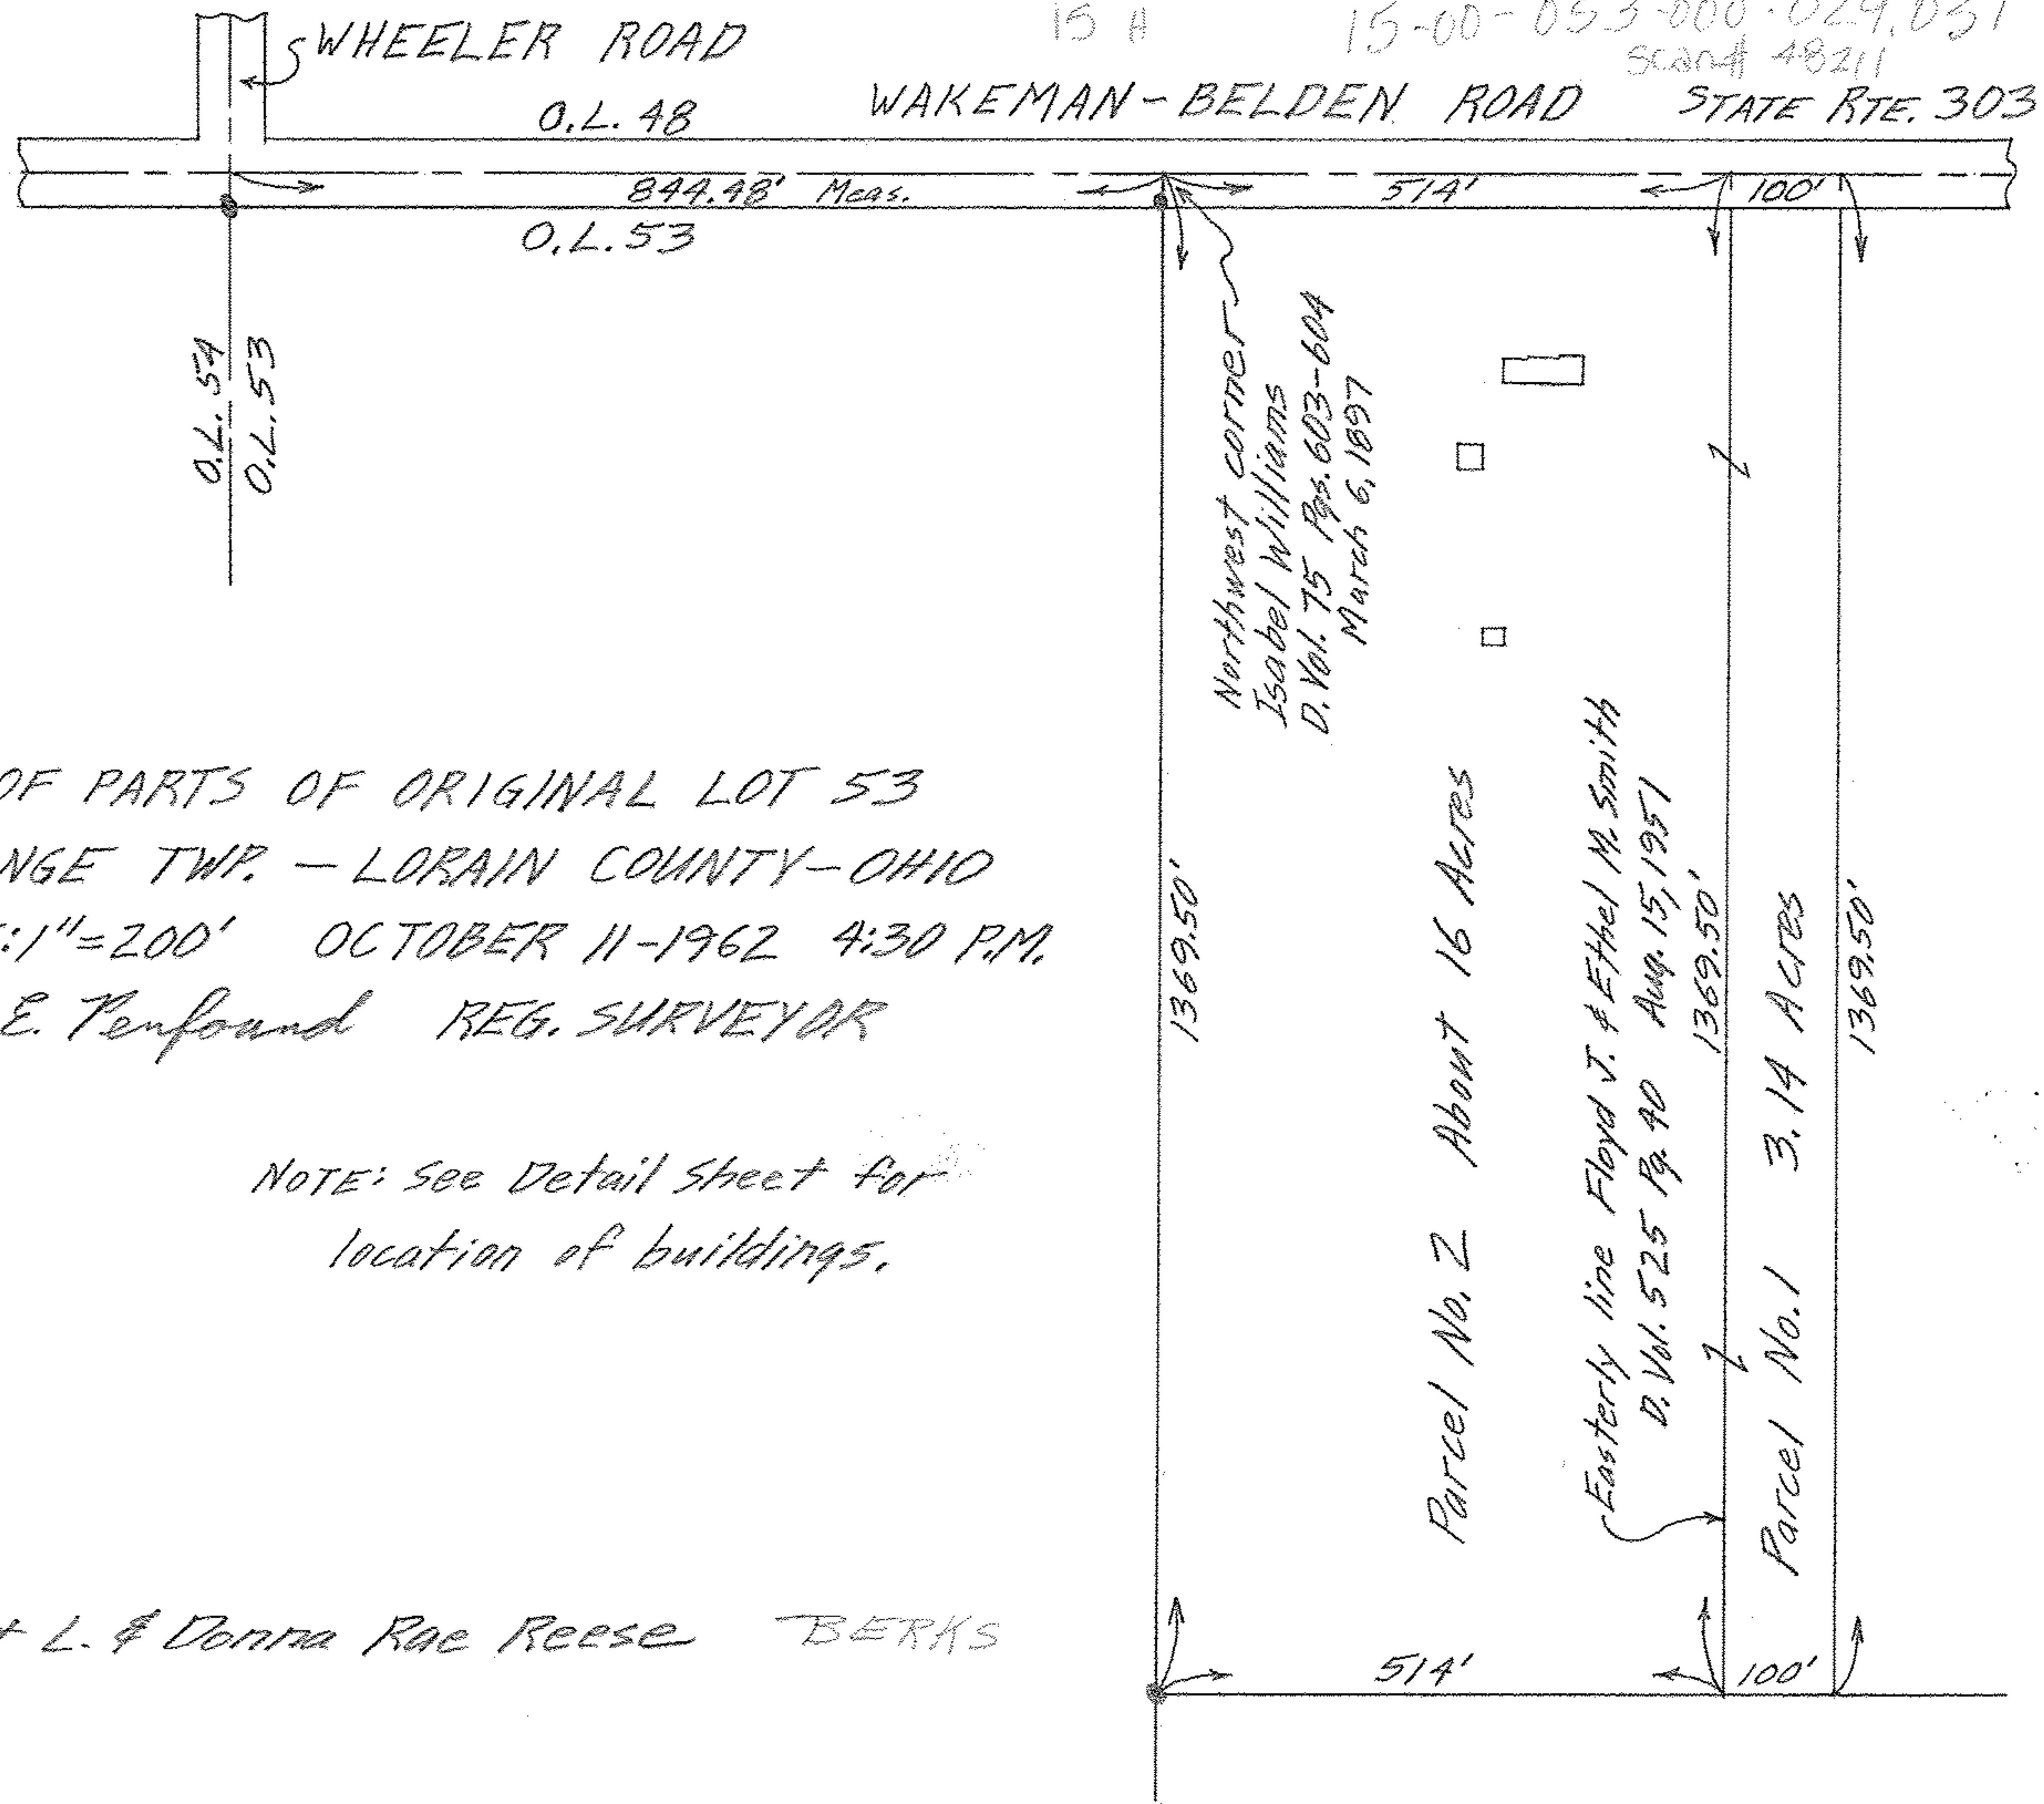 15 A 15-00-053-000-029,031
scan# 48211
WHEELER ROAD
WAKEMAN-BELDEN ROAD STATE RTE. 303
O.L. 48
844.48' Meas. 514' 100'
O.L. 53
O.L. 54
O.L. 53
Northwest corner
Isabel Williams
D. Vol. 75 Pgs. 603-604
March 6, 1897
OF PARTS OF ORIGINAL LOT 53
NGE TWP. - LORAIN COUNTY - OHIO
:1"=200' OCTOBER 11-1962 4:30 P.M.
E. Penfound REG. SURVEYOR
NOTE: See Detail Sheet for
location of buildings.
1369.50'
Parcel No. 2 About 16 Acres
Easterly line Floyd J. & Ethel M. Smith
D. Vol. 525 Pg. 40 Aug. 15, 1951
1369.50'
Parcel No. 1 3.14 Acres
1369.50'
L. & Donna Rae Reese BERKS
514' 100'